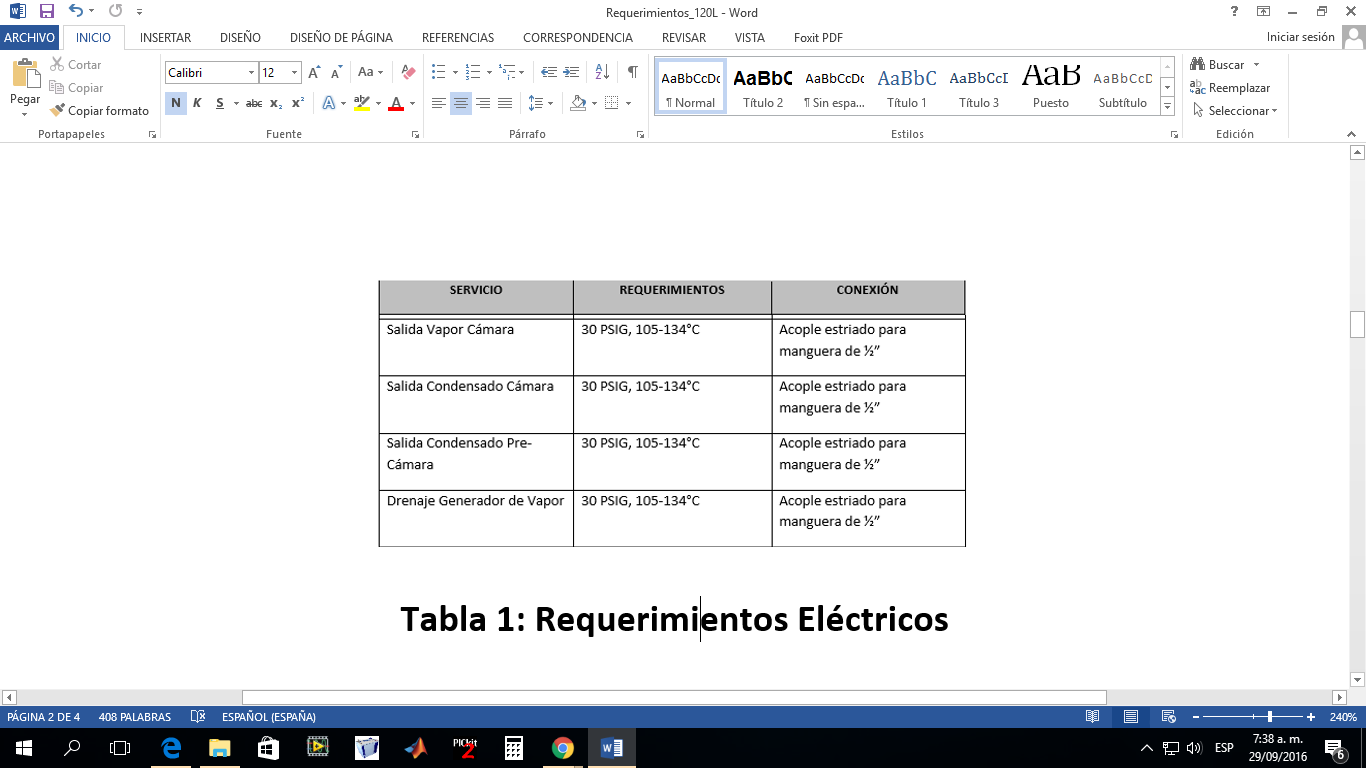 Requerimientos_120L - Word
?
ARCHIVO INICIO INSERTAR DISEÑO DISEÑO DE PÁGINA REFERENCIAS CORRESPONDENCIA REVISAR VISTA Foxit PDF Iniciar sesión
Pegar
Cortar
Copiar
Copiar formato
Portapapeles
Calibri 12
N K S abc x₂ x²
Fuente
Párrafo
AaBbCcDc AaBbC AaBbCcDc AaBbC AaBbCcI AaB AaBbCcD
¶ Normal Título 2 ¶ Sin espa... Título 1 Título 3 Puesto Subtítulo
Estilos
Buscar
Reemplazar
Seleccionar
Edición
SERVICIO REQUERIMIENTOS CONEXIÓN
Salida Vapor Cámara 30 PSIG, 105-134°C Acople estriado para
manguera de ½”
Salida Condensado Cámara 30 PSIG, 105-134°C Acople estriado para
manguera de ½”
Salida Condensado Pre- 30 PSIG, 105-134°C Acople estriado para
Cámara manguera de ½”
Drenaje Generador de Vapor 30 PSIG, 105-134°C Acople estriado para
manguera de ½”
Tabla 1: Requerimientos Eléctricos
PÁGINA 2 DE 4 408 PALABRAS ESPAÑOL (ESPAÑA) 240%
PICkit 2
ESP
7:38 a. m.
29/09/2016
6